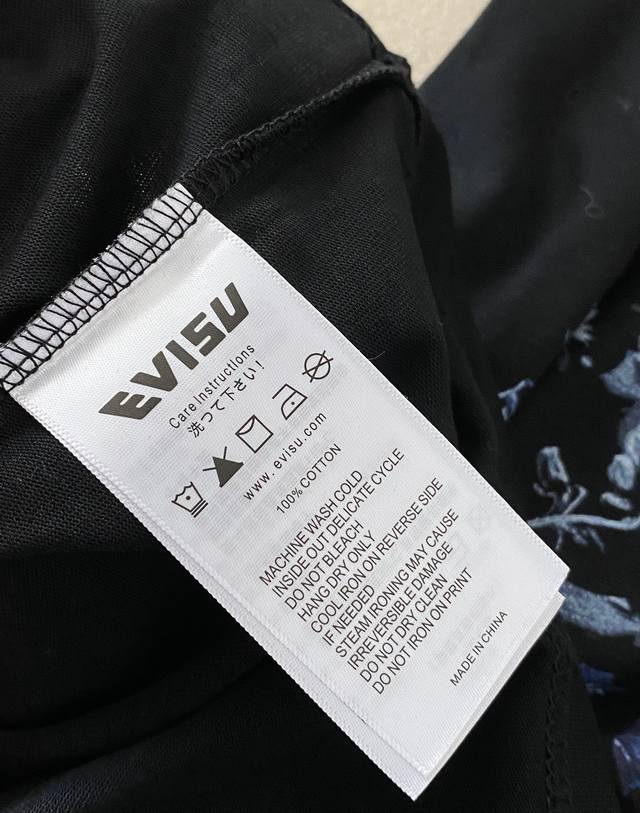 EVISU
Care Instructions
洗って下さい!
www.evisu.com
100% COTTON
MACHINE WASH COLD
INSIDE OUT DELICATE CYCLE
DO NOT BLEACH
HANG DRY ONLY
COOL IRON ON REVERSE SIDE
IF NEEDED
STEAM IRONING MAY CAUSE
IRREVERSIBLE DAMAGE
DO NOT DRY CLEAN
DO NOT IRON ON PRINT
MADE IN CHINA